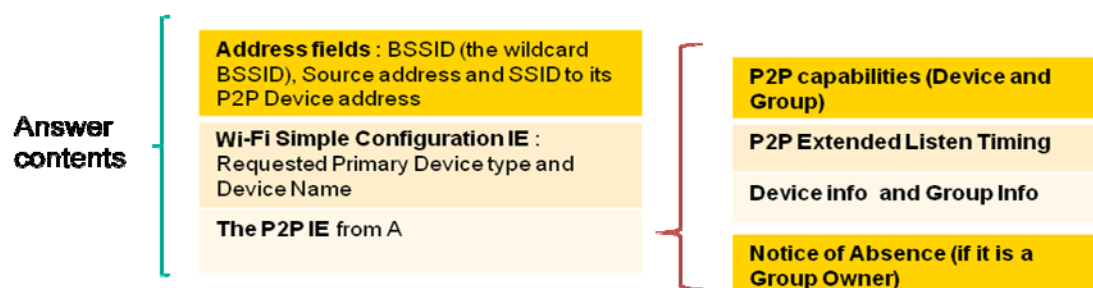 Answer
contents
Address fields : BSSID (the wildcard
BSSID), Source address and SSID to its
P2P Device address
Wi-Fi Simple Configuration IE :
Requested Primary Device type and
Device Name
The P2P IE from A
P2P capabilities (Device and
Group)
P2P Extended Listen Timing
Device info and Group Info
Notice of Absence (if it is a
Group Owner)